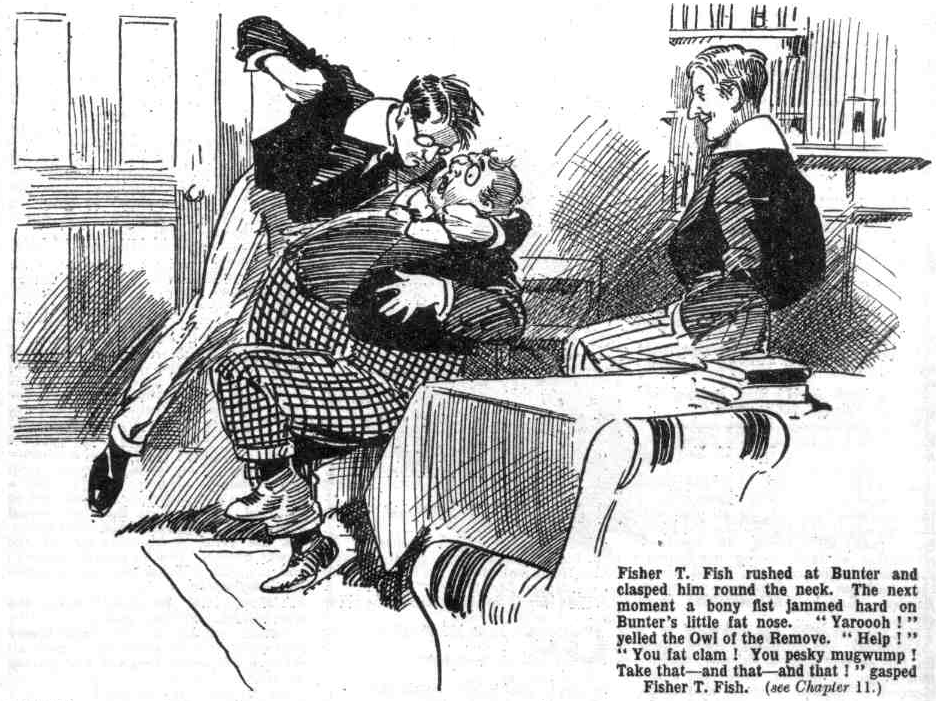 Fisher T. Fish rushed at Bunter and
clasped him round the neck. The next
moment a bony fist jammed hard on
Bunter's little fat nose. “ Yaroooh ! ”
yelled the Owl of the Remove. “ Help ! ”
“ You fat clam ! You pesky mugwump !
Take that—and that—and that ! ” gasped
Fisher T. Fish. (see Chapter 11.)